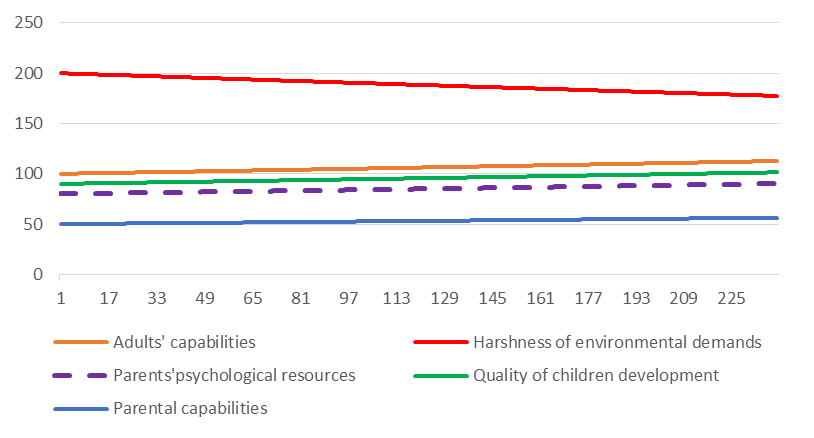 250
200
150
100
50
0
1 17 33 49 65 81 97 113 129 145 161 177 193 209 225
Adults' capabilities Harshness of environmental demands
Parents'psychological resources Quality of children development
Parental capabilities